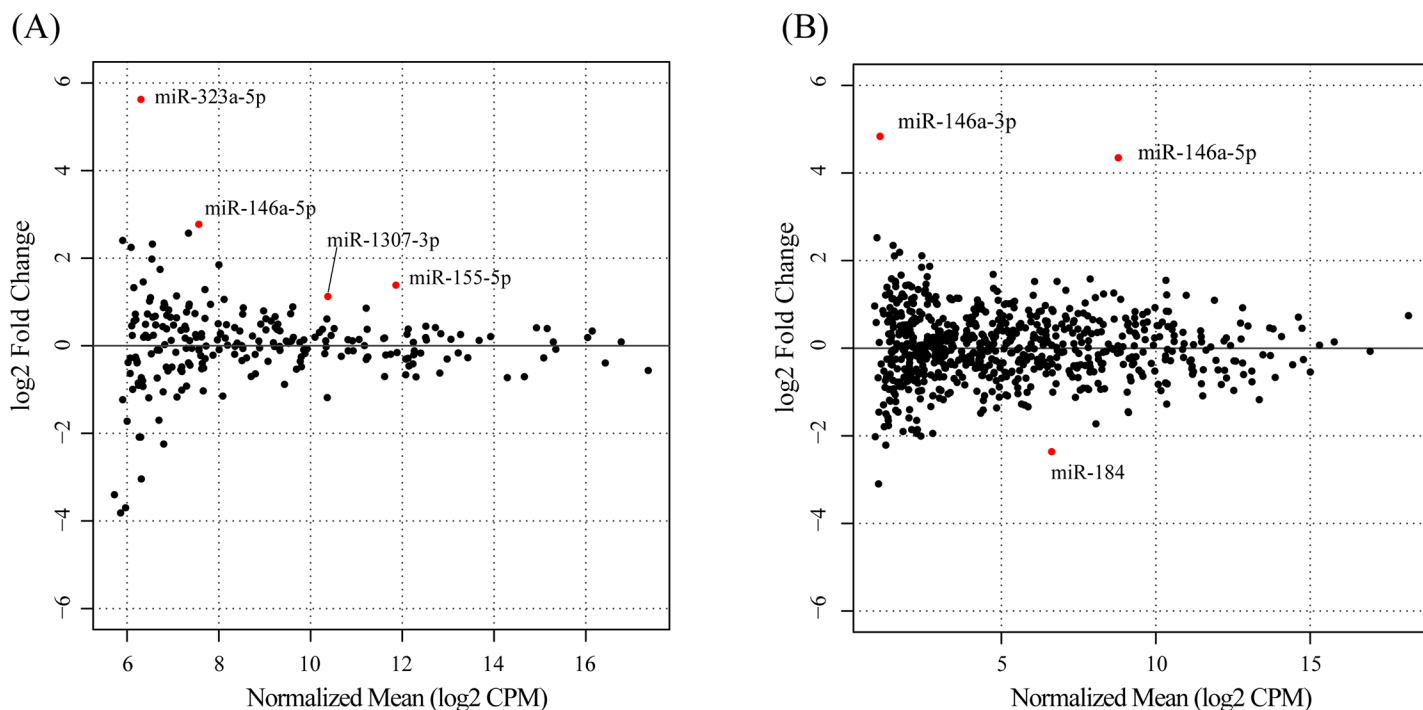 (A)
6
4
2
0
−2
−4
−6
log2 Fold Change
miR-323a-5p
miR-146a-5p
miR-1307-3p
miR-155-5p
6
8
10
12
14
16
Normalized Mean (log2 CPM)
(B)
6
4
2
0
−2
−4
−6
log2 Fold Change
miR-146a-3p
miR-146a-5p
miR-184
5
10
15
Normalized Mean (log2 CPM)